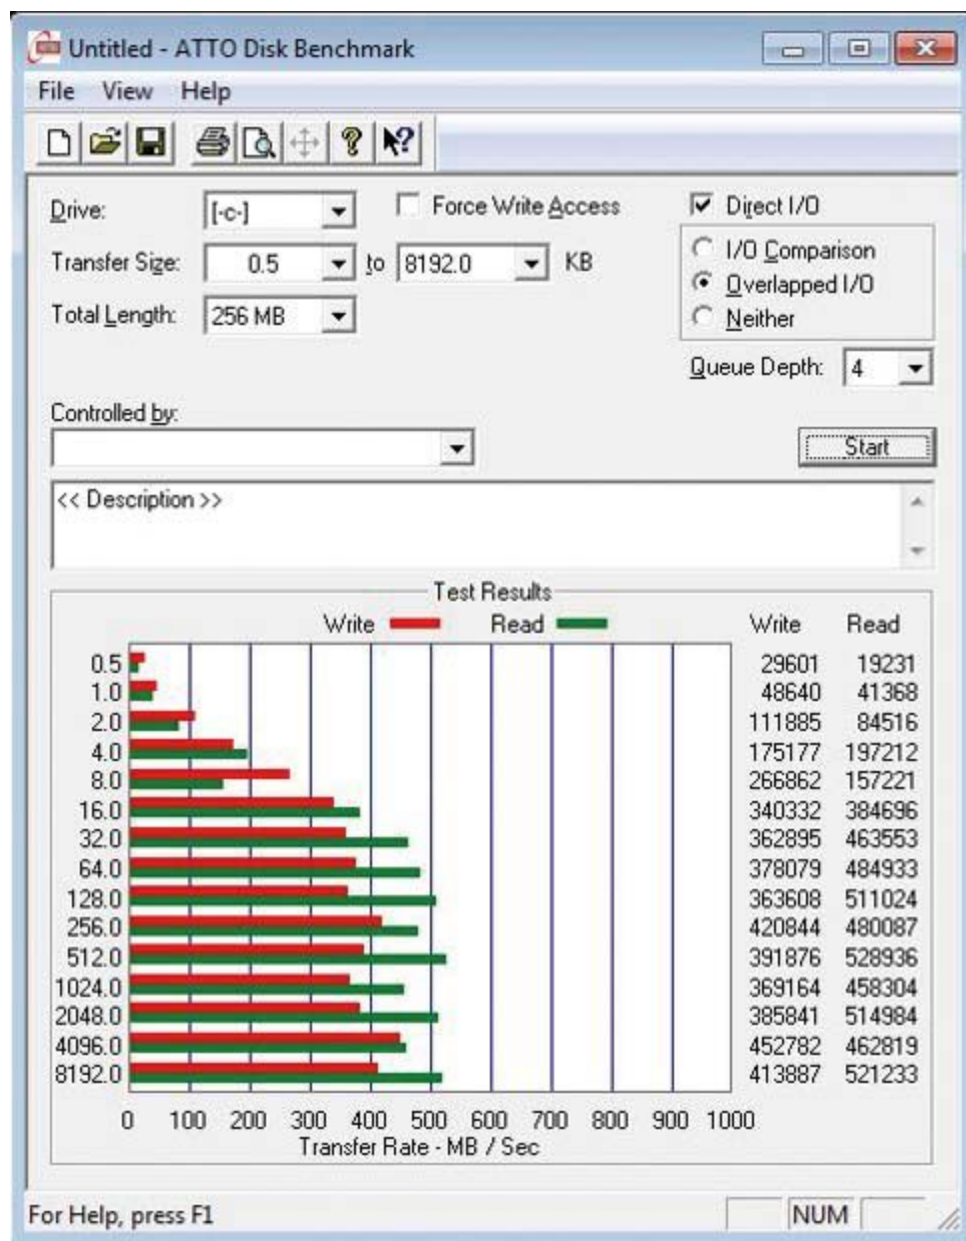 Untitled - ATTO Disk Benchmark
File View Help
Drive: [-c-] Force Write Access Direct I/O
Transfer Size: 0.5 to 8192.0 KB I/O Comparison
Overlapped I/O
Total Length: 256 MB Neither
Queue Depth: 4
Controlled by:
Start
<< Description >>
Test Results
Write Read Write Read
0.5 29601 19231
1.0 48640 41368
2.0 111885 84516
4.0 175177 197212
8.0 266862 157221
16.0 340332 384696
32.0 362895 463553
64.0 378079 484933
128.0 363608 511024
256.0 420844 480087
512.0 391876 528936
1024.0 369164 458304
2048.0 385841 514984
4096.0 452782 462819
8192.0 413887 521233
0 100 200 300 400 500 600 700 800 900 1000
Transfer Rate - MB / Sec
For Help, press F1 NUM